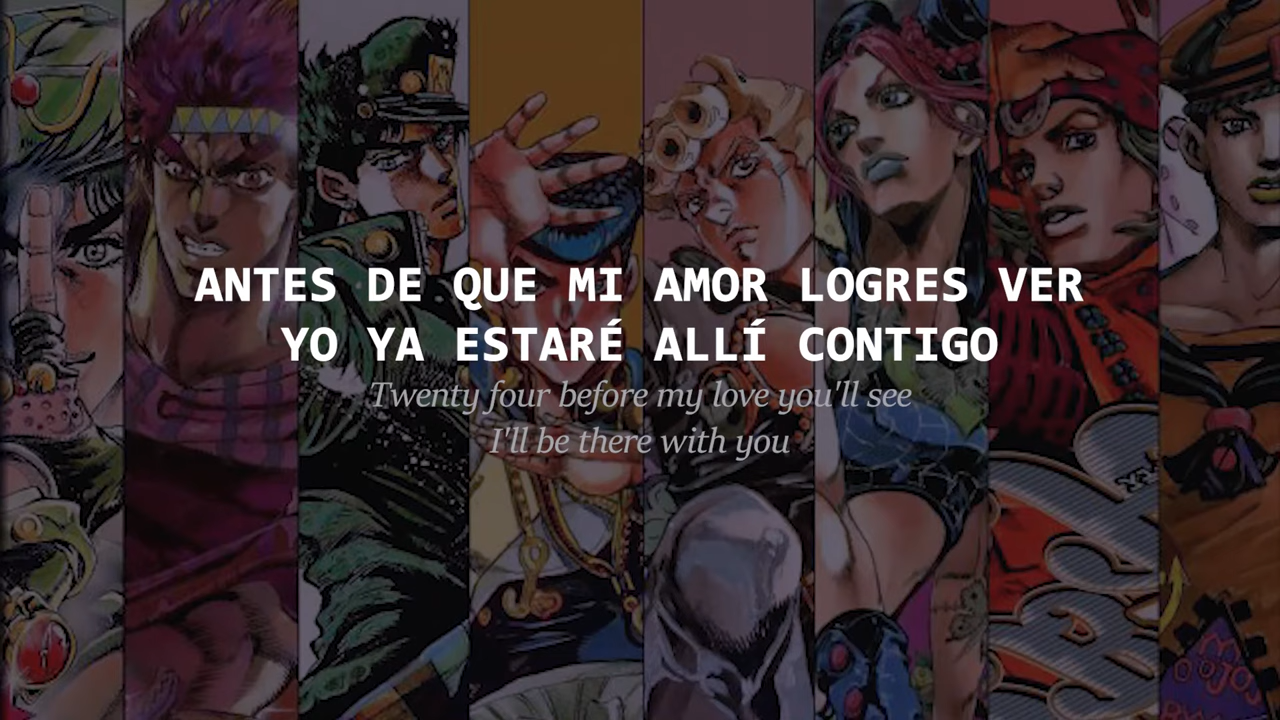 ANTES DE QUE MI AMOR LOGRES VER
YO YA ESTARÉ ALLÍ CONTIGO
Twenty four before my love you'll see
I'll be there with you